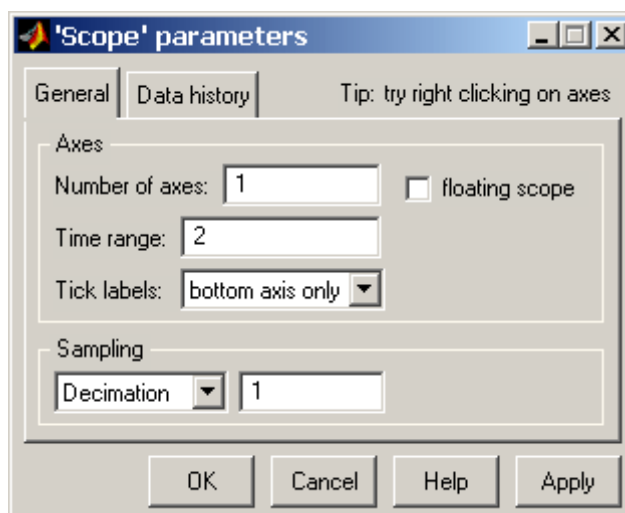 'Scope' parameters
General Data history Tip: try right clicking on axes
Axes
Number of axes: 1 floating scope
Time range: 2
Tick labels: bottom axis only
Sampling
Decimation 1
OK Cancel Help Apply